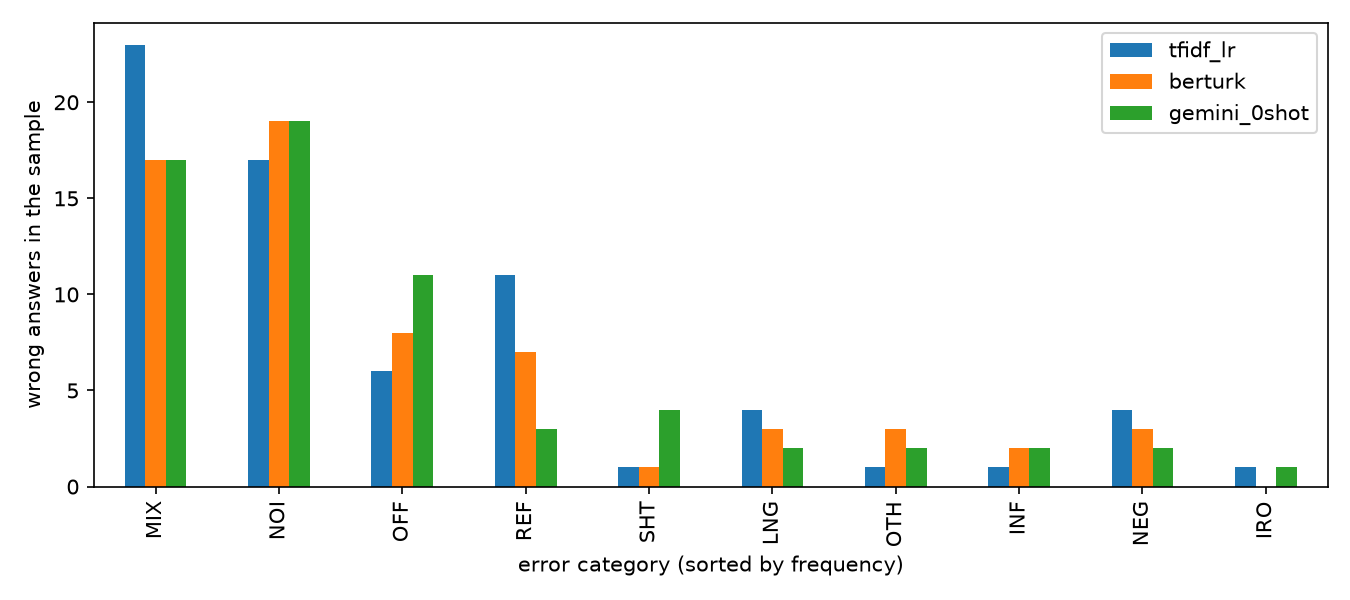 tfidf_lr
berturk
gemini_0shot
wrong answers in the sample
20
15
10
5
0
MIX
NOI
OFF
REF
SHT
LNG
OTH
INF
NEG
IRO
error category (sorted by frequency)